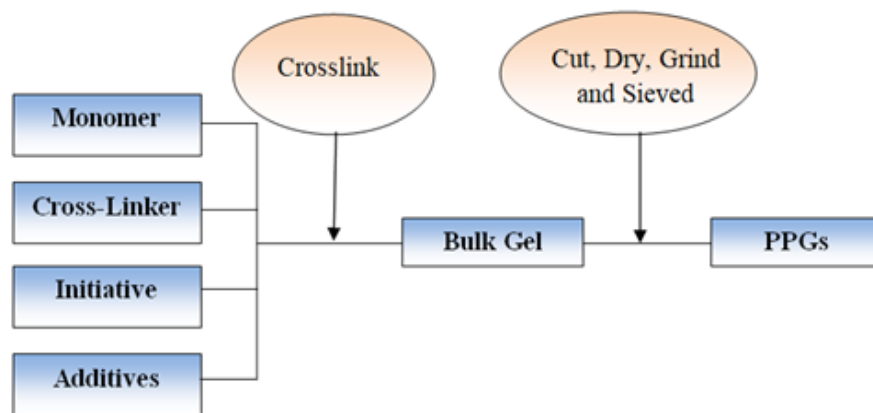 Crosslink
Cut, Dry, Grind
and Sieved
Monomer
Cross-Linker
Initiative
Additives
Bulk Gel
PPGs